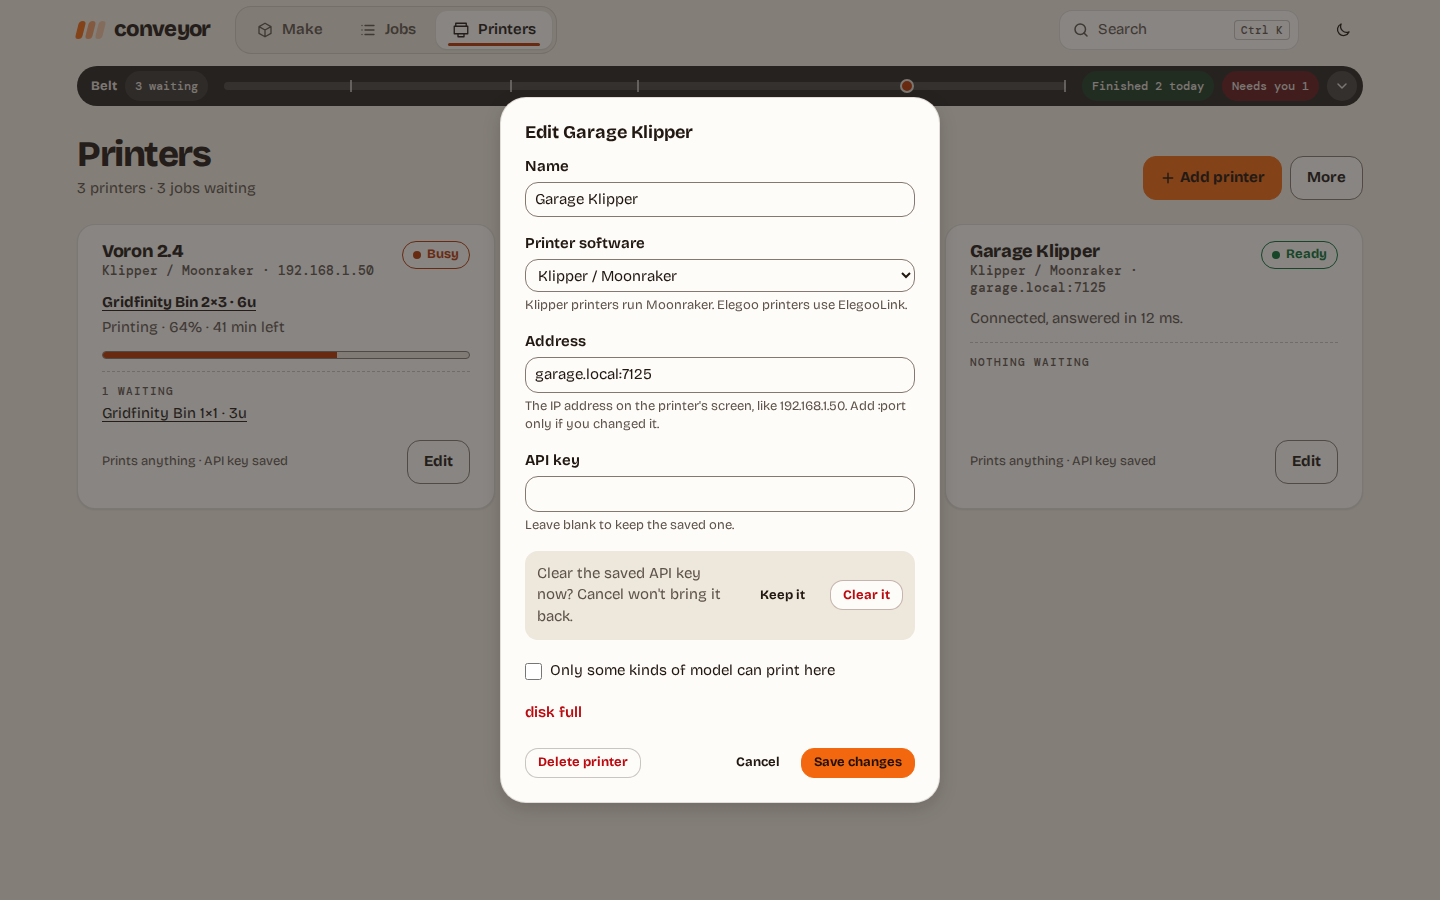 conveyor
Make
Jobs
Printers
Search
Ctrl K
Belt
3 waiting
Finished 2 today
Needs you 1
Printers
3 printers · 3 jobs waiting
+ Add printer
More
Voron 2.4
Busy
Klipper / Moonraker · 192.168.1.50
Gridfinity Bin 2×3 · 6u
Printing · 64% · 41 min left
1 WAITING
Gridfinity Bin 1×1 · 3u
Prints anything · API key saved
Edit
Edit Garage Klipper
Name
Garage Klipper
Printer software
Klipper / Moonraker
Klipper printers run Moonraker. Elegoo printers use ElegooLink.
Address
garage.local:7125
The IP address on the printer's screen, like 192.168.1.50. Add :port
only if you changed it.
API key
Leave blank to keep the saved one.
Clear the saved API key
now? Cancel won't bring it
back.
Keep it
Clear it
Only some kinds of model can print here
disk full
Delete printer
Cancel
Save changes
Garage Klipper
Ready
Klipper / Moonraker ·
garage.local:7125
Connected, answered in 12 ms.
NOTHING WAITING
Prints anything · API key saved
Edit